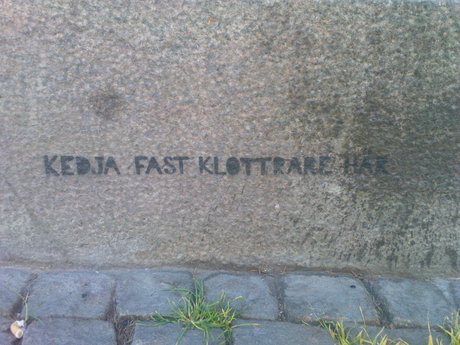 KEDJA FAST KLOTTRARE HÄR